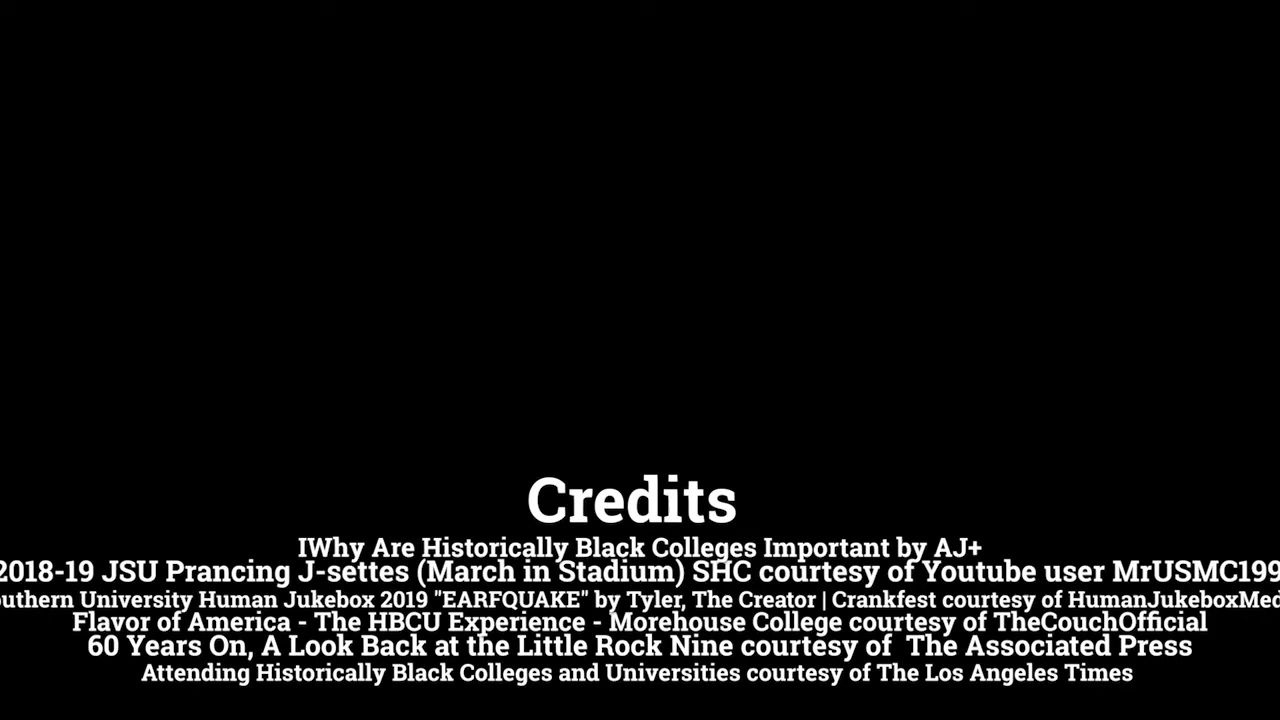 Credits
IWhy Are Historically Black Colleges Important by AJ+
2018-19 JSU Prancing J-settes (March in Stadium) SHC courtesy of Youtube user MrUSMC199
outhern University Human Jukebox 2019 "EARFQUAKE" by Tyler, The Creator | Crankfest courtesy of HumanJukeboxMed
Flavor of America - The HBCU Experience - Morehouse College courtesy of TheCouchOfficial
60 Years On, A Look Back at the Little Rock Nine courtesy of The Associated Press
Attending Historically Black Colleges and Universities courtesy of The Los Angeles Times